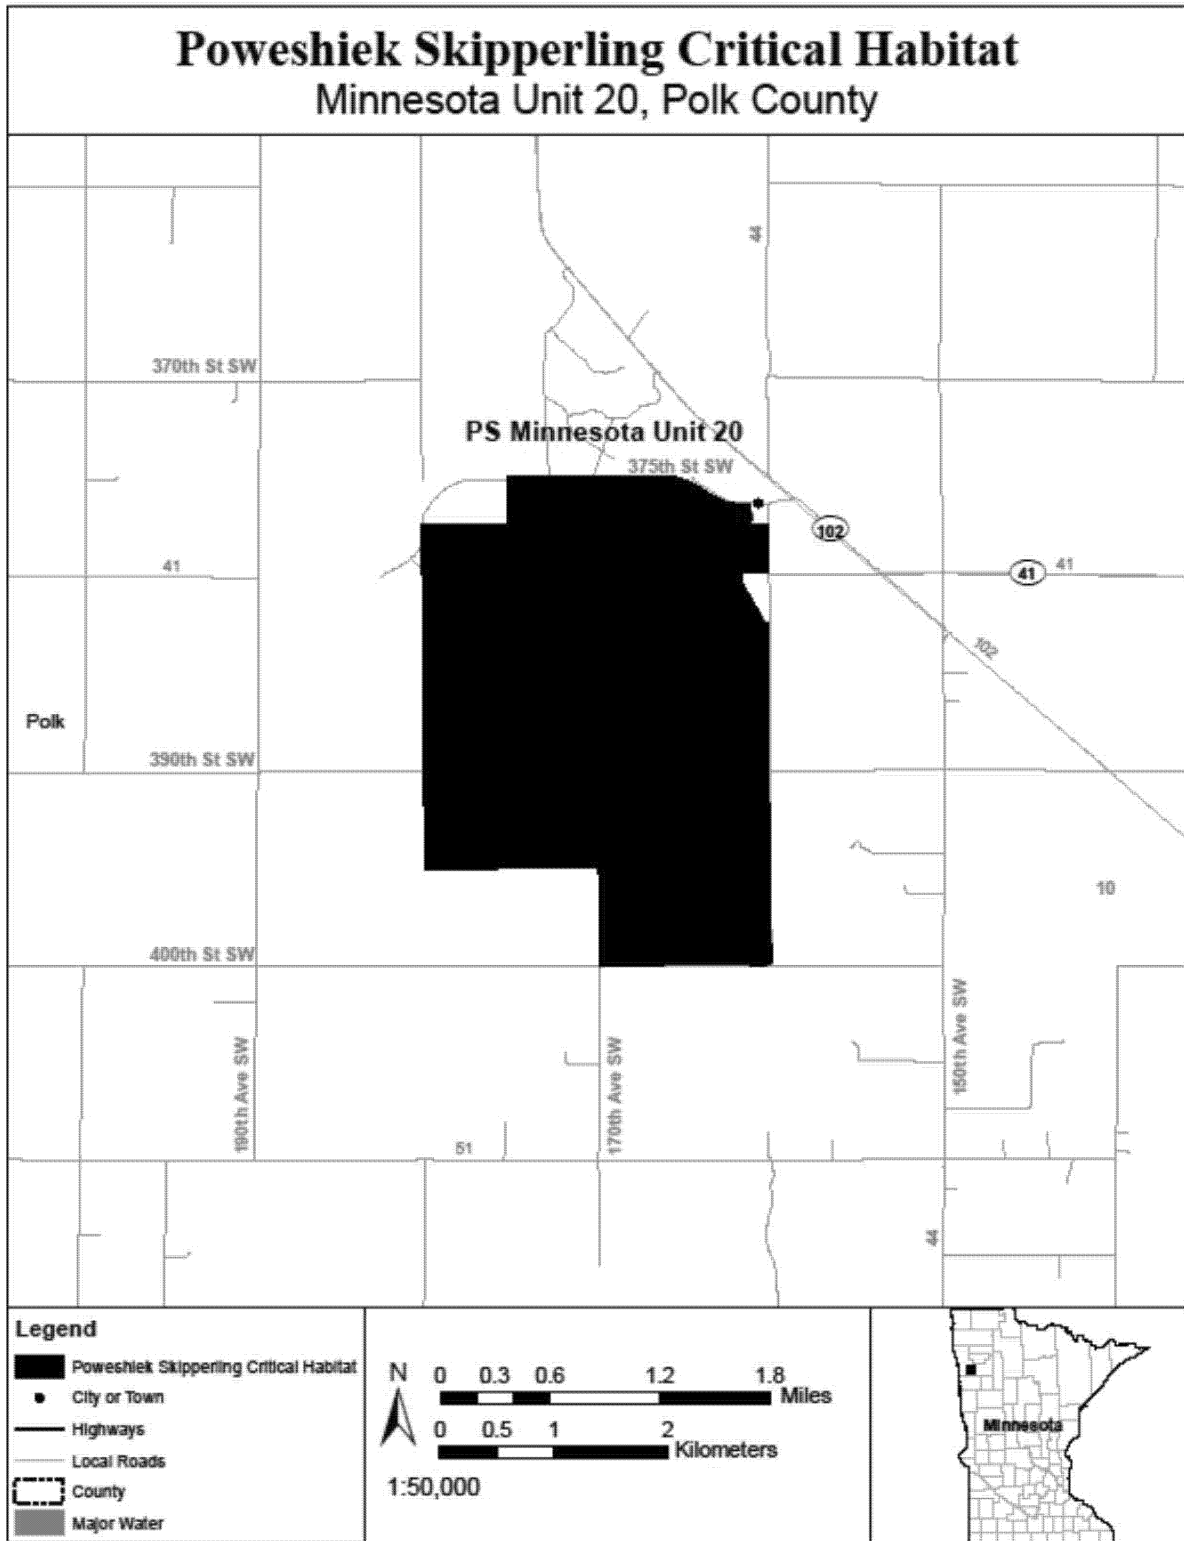 Poweshiek Skipperling Critical Habitat
Minnesota Unit 20, Polk County
44
370th St SW
PS Minnesota Unit 20
375th St SW
102
41
41
41
102
Polk
390th St SW
10
400th St SW
190th Ave SW
170th Ave SW
150th Ave SW
51
44
Legend
Poweshiek Skipperling Critical Habitat
City or Town
Highways
Local Roads
County
Major Water
N
0 0.3 0.6 1.2 1.8
Miles
0 0.5 1 2
Kilometers
1:50,000
Minnesota